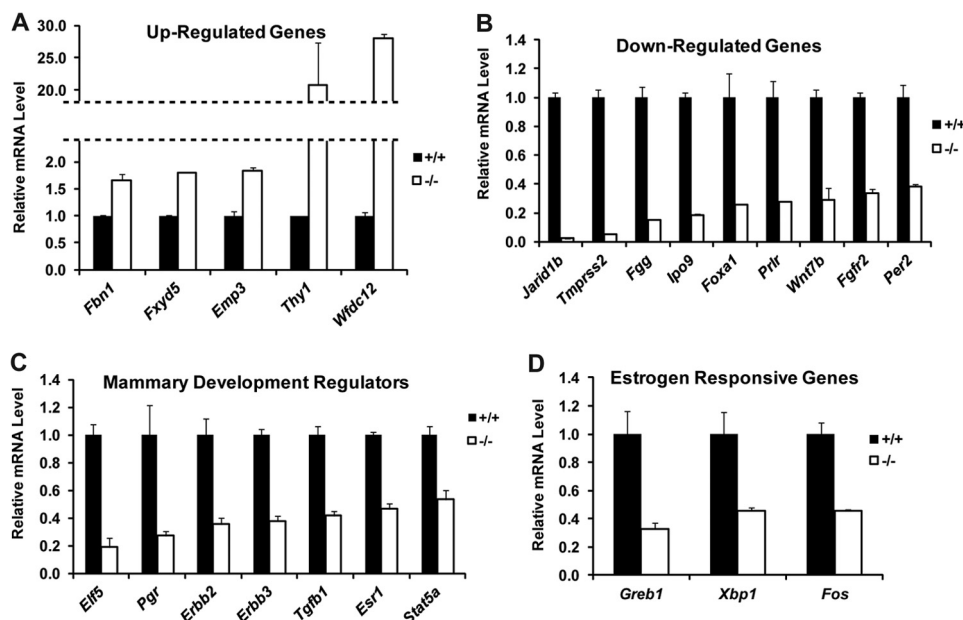 A
Up-Regulated Genes
Relative mRNA Level
30.0
25.0
20.0
2.0
1.5
1.0
0.5
0.0
+/+
-/-
Fbn1 Fxyd5 Emp3 Thy1 Wfdc12
B
Down-Regulated Genes
Relative mRNA Level
1.4
1.2
1.0
0.8
0.6
0.4
0.2
0.0
+/+
-/-
Jarid1b Tmprss2 Fgg Ipo9 Foxa1 Prlr Wnt7b Fgfr2 Per2
C
Mammary Development Regulators
Relative mRNA Level
1.4
1.2
1.0
0.8
0.6
0.4
0.2
0.0
+/+
-/-
Elf5 Pgr Erbb2 Erbb3 Tgfb1 Esr1 Stat5a
D
Estrogen Responsive Genes
Relative mRNA Level
1.4
1.2
1.0
0.8
0.6
0.4
0.2
0.0
+/+
-/-
Greb1 Xbp1 Fos